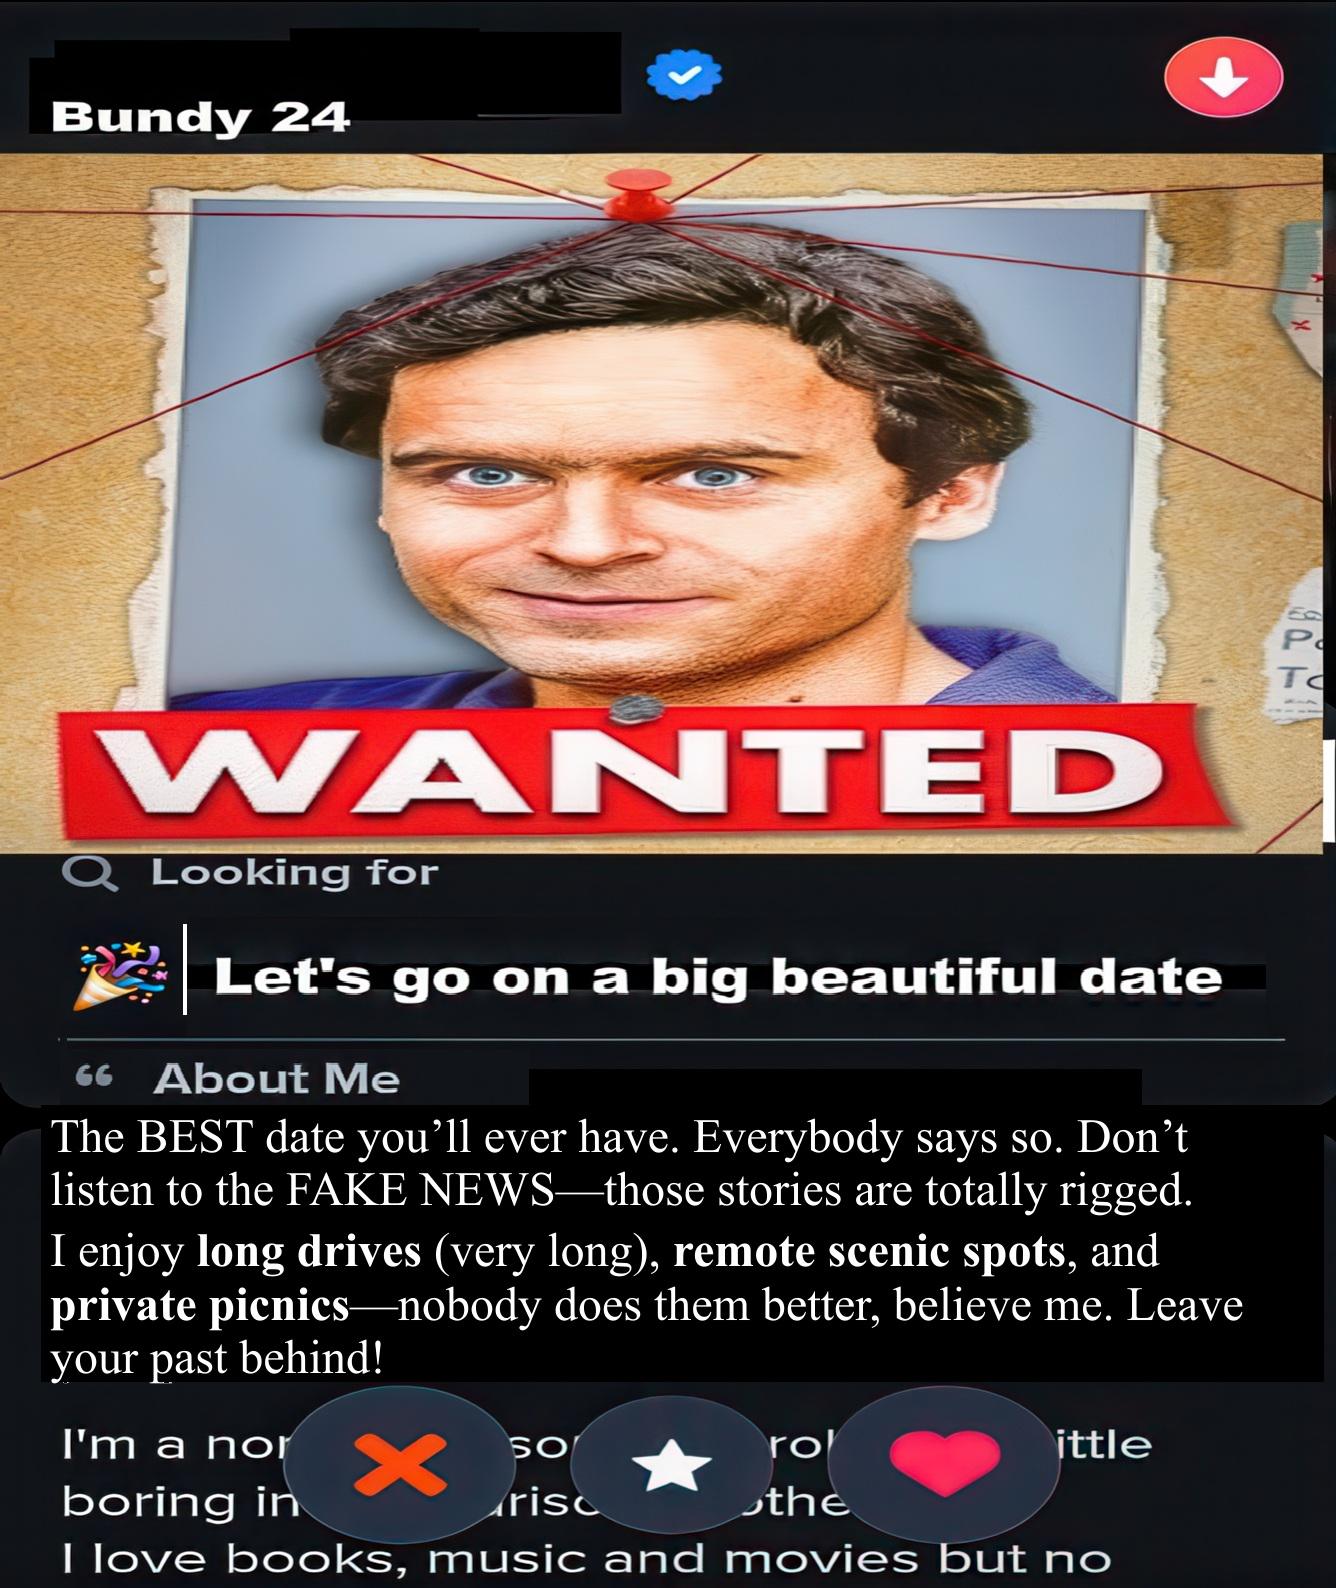 Bundy 24
WANTED
Looking for
Let's go on a big beautiful date
“ About Me
The BEST date you’ll ever have. Everybody says so. Don’t
listen to the FAKE NEWS—those stories are totally rigged.
I enjoy long drives (very long), remote scenic spots, and
private picnics—nobody does them better, believe me. Leave
your past behind!
I'm a
boring
I love books, music and movies but no